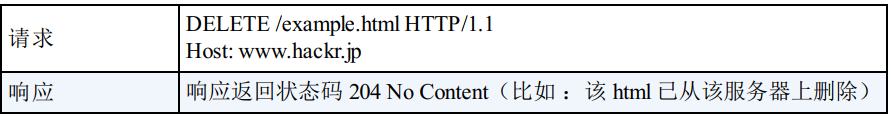 请求
DELETE /example.html HTTP/1.1
Host: www.hackr.jp
响应
响应返回状态码 204 No Content（比如 ：该 html 已从该服务器上删除）